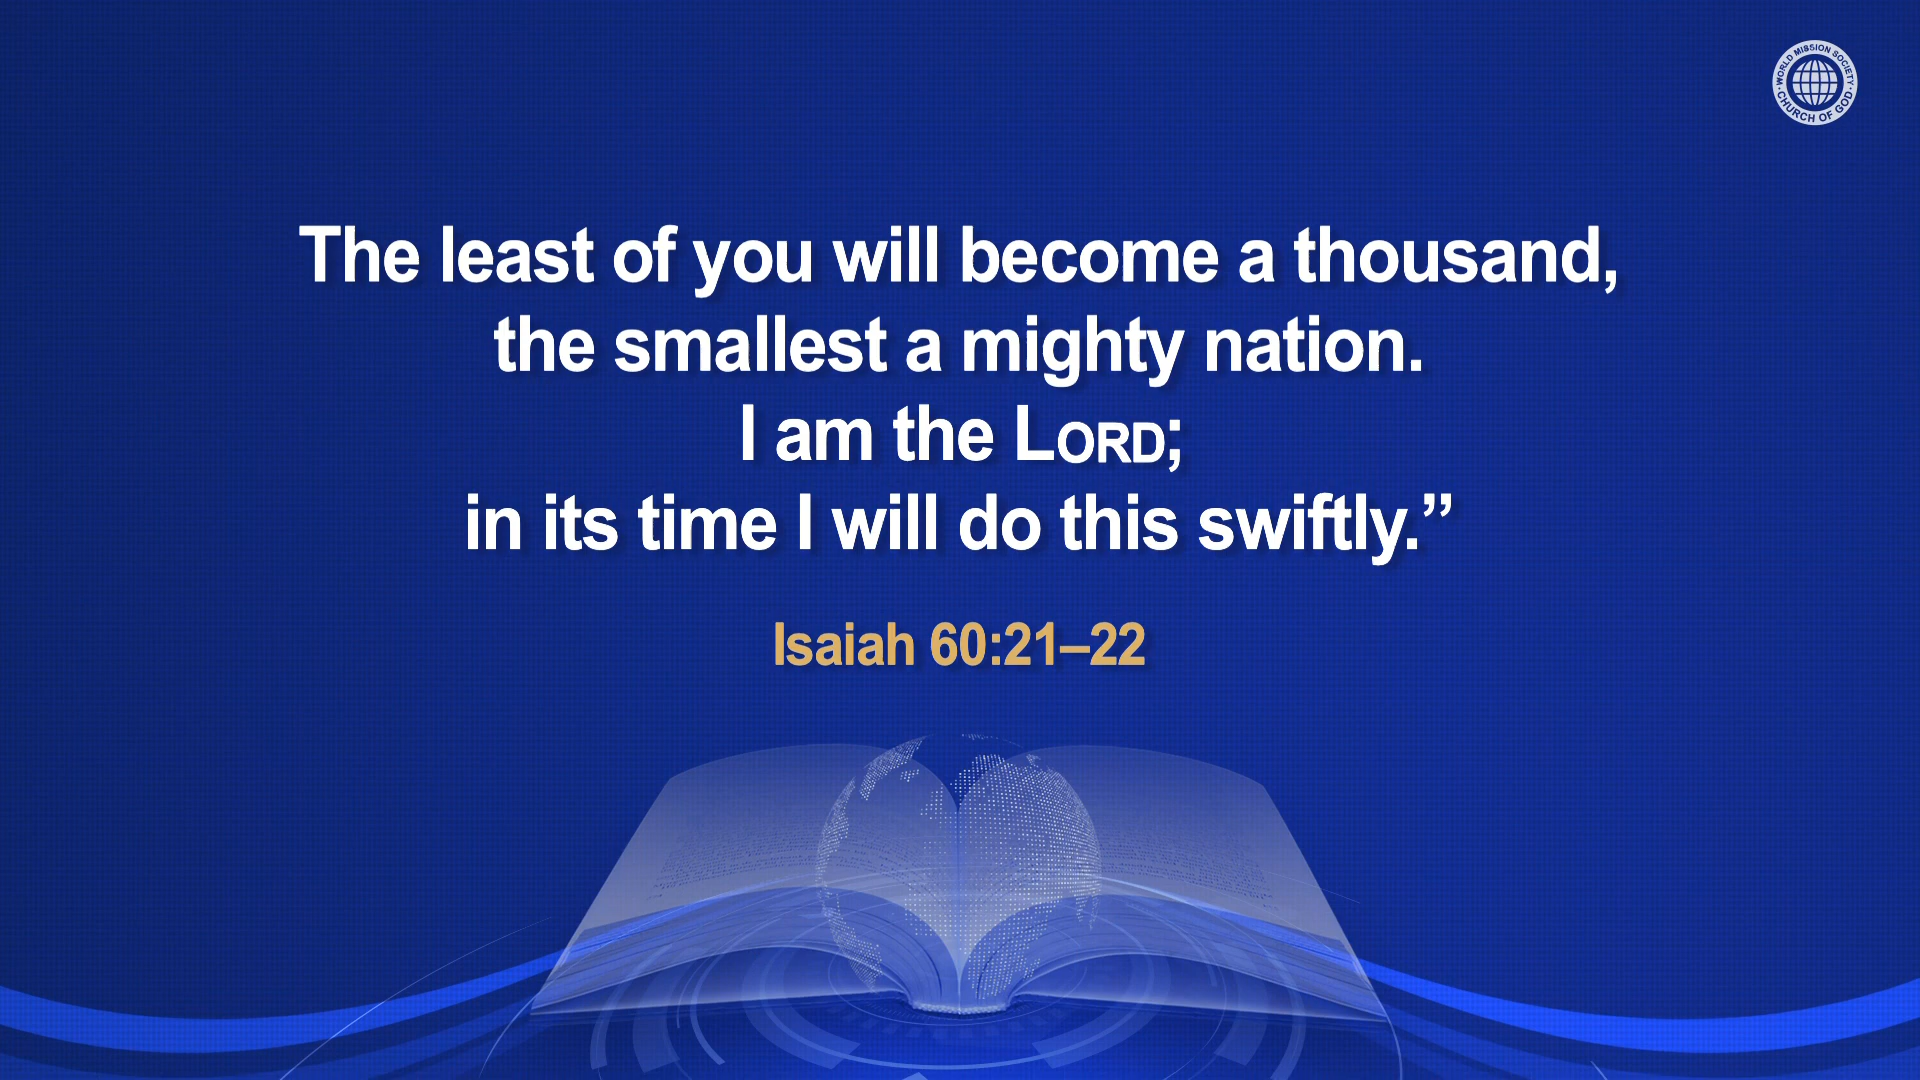 WORLD MISSION SOCIETY
CHURCH OF GOD
The least of you will become a thousand,
the smallest a mighty nation.
I am the LORD;
in its time I will do this swiftly.”
Isaiah 60:21–22